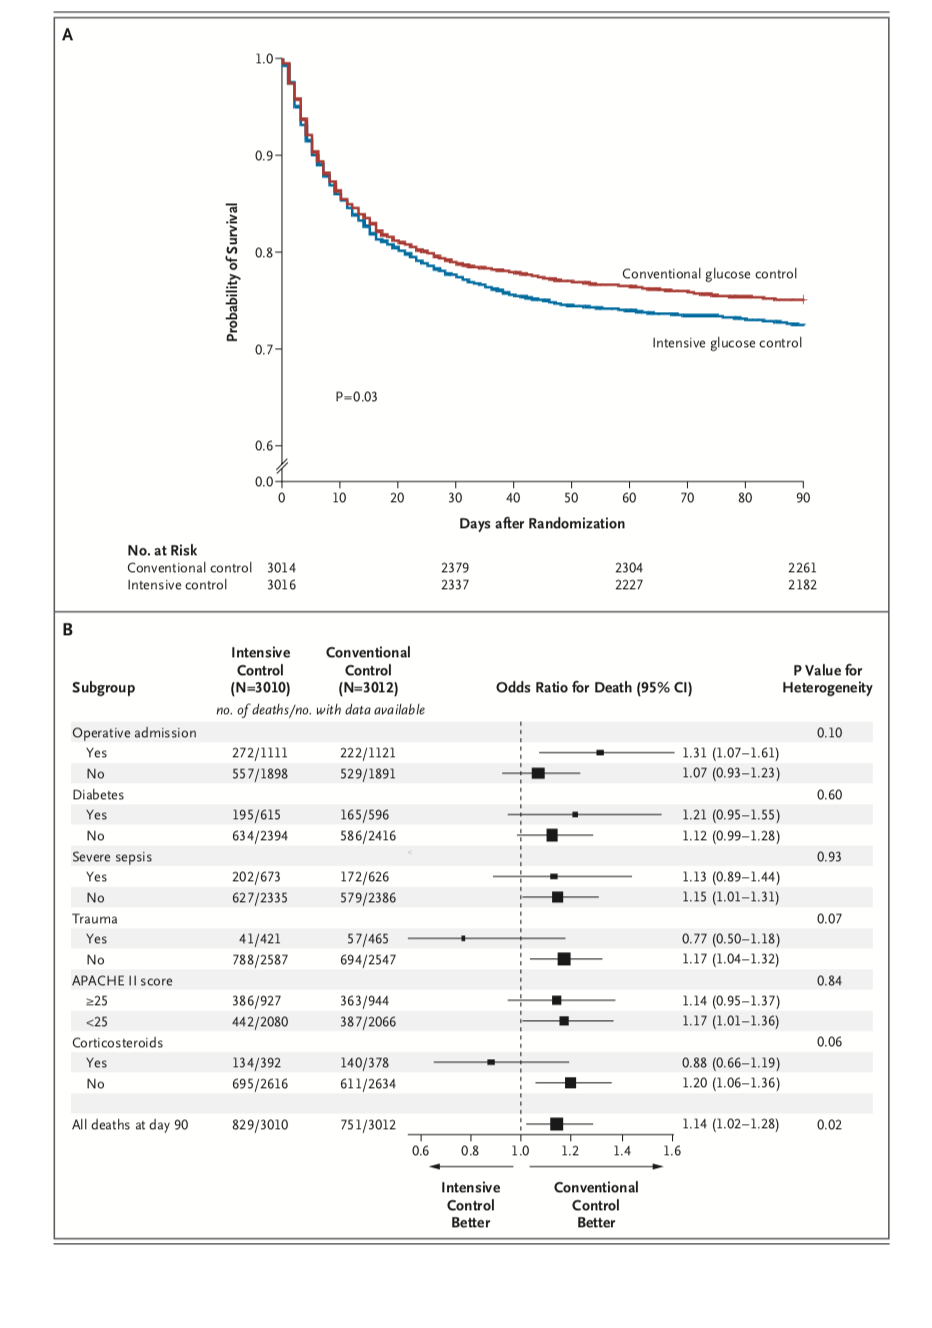 A
1.0
0.9
0.8
0.7
0.6
0.0
Probability of Survival
Conventional glucose control
Intensive glucose control
P=0.03
0 10 20 30 40 50 60 70 80 90
Days after Randomization
No. at Risk
Conventional control 3014 2379 2304 2261
Intensive control 3016 2337 2227 2182
B
Subgroup
Intensive Control (N=3010)
Conventional Control (N=3012)
Odds Ratio for Death (95% CI)
P Value for Heterogeneity
no. of deaths/no. with data available
Operative admission 0.10
Yes 272/1111 222/1121 1.31 (1.07–1.61)
No 557/1898 529/1891 1.07 (0.93–1.23)
Diabetes 0.60
Yes 195/615 165/596 1.21 (0.95–1.55)
No 634/2394 586/2416 1.12 (0.99–1.28)
Severe sepsis 0.93
Yes 202/673 172/626 1.13 (0.89–1.44)
No 627/2335 579/2386 1.15 (1.01–1.31)
Trauma 0.07
Yes 41/421 57/465 0.77 (0.50–1.18)
No 788/2587 694/2547 1.17 (1.04–1.32)
APACHE II score 0.84
≥25 386/927 363/944 1.14 (0.95–1.37)
<25 442/2080 387/2066 1.17 (1.01–1.36)
Corticosteroids 0.06
Yes 134/392 140/378 0.88 (0.66–1.19)
No 695/2616 611/2634 1.20 (1.06–1.36)
All deaths at day 90 829/3010 751/3012 1.14 (1.02–1.28) 0.02
0.6 0.8 1.0 1.2 1.4 1.6
Intensive Control Better
Conventional Control Better